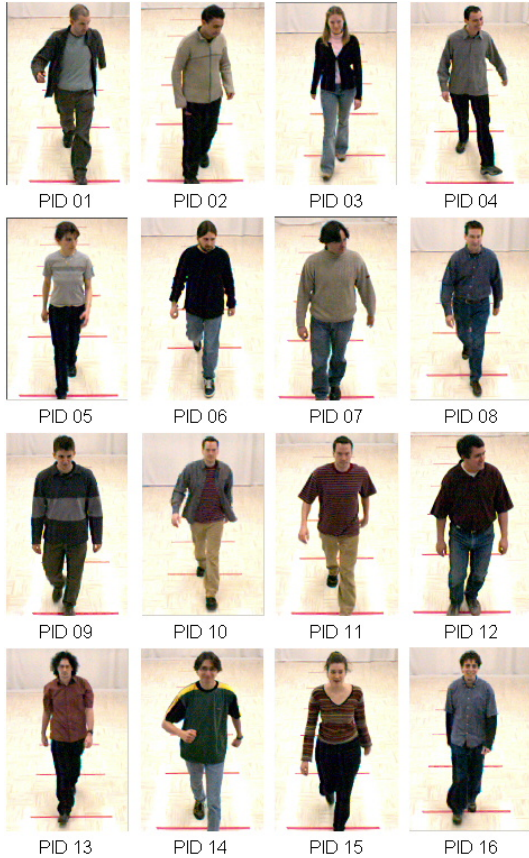 PID 01 PID 02 PID 03 PID 04
PID 05 PID 06 PID 07 PID 08
PID 09 PID 10 PID 11 PID 12
PID 13 PID 14 PID 15 PID 16